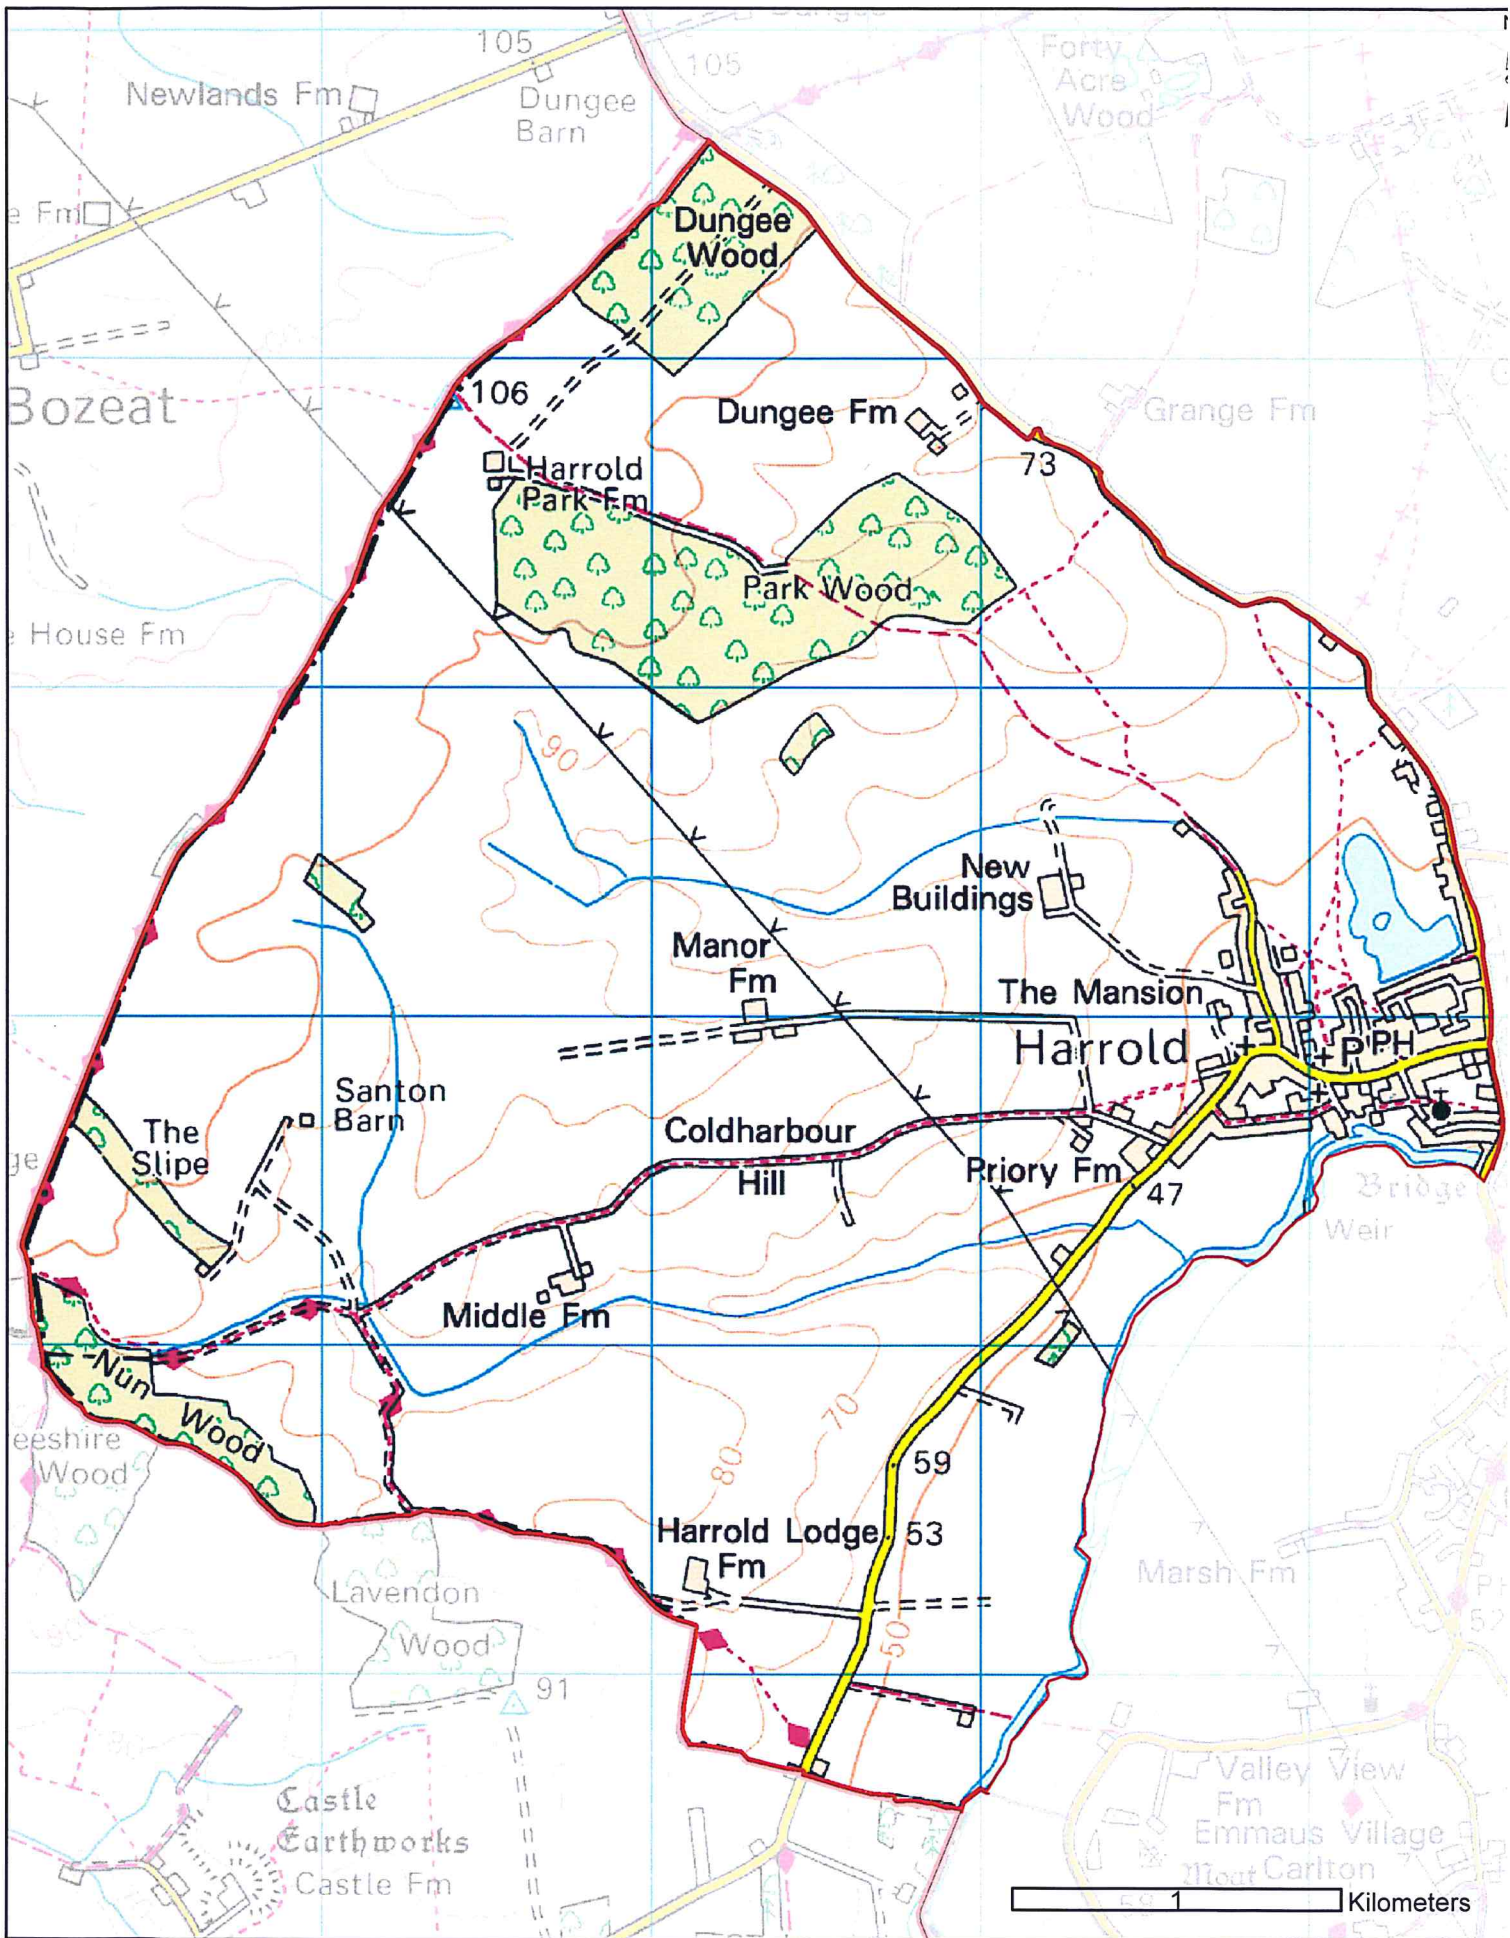 105
105
Newlands Fm
Dungee
Barn
Forty
Acre
Wood
Dungee
Wood
Bozeat
106
Dungee Fm
Grange Fm
Harrold
Park Fm
73
Park Wood
House Fm
90
New
Buildings
Manor
Fm
The Mansion
Harrold
P
PH
Santon
Barn
The
Slipe
Coldharbour
Hill
Priory Fm
47
Bridge
Weir
Middle Fm
Nun
Wood
70
80
59
Wood
Harrold Lodge
Fm
53
Marsh Fm
Lavendon
Wood
50
91
Castle
Earthworks
Castle Fm
Valley View
Fm
Emmaus Village
Moat
Carlton
1
Kilometers